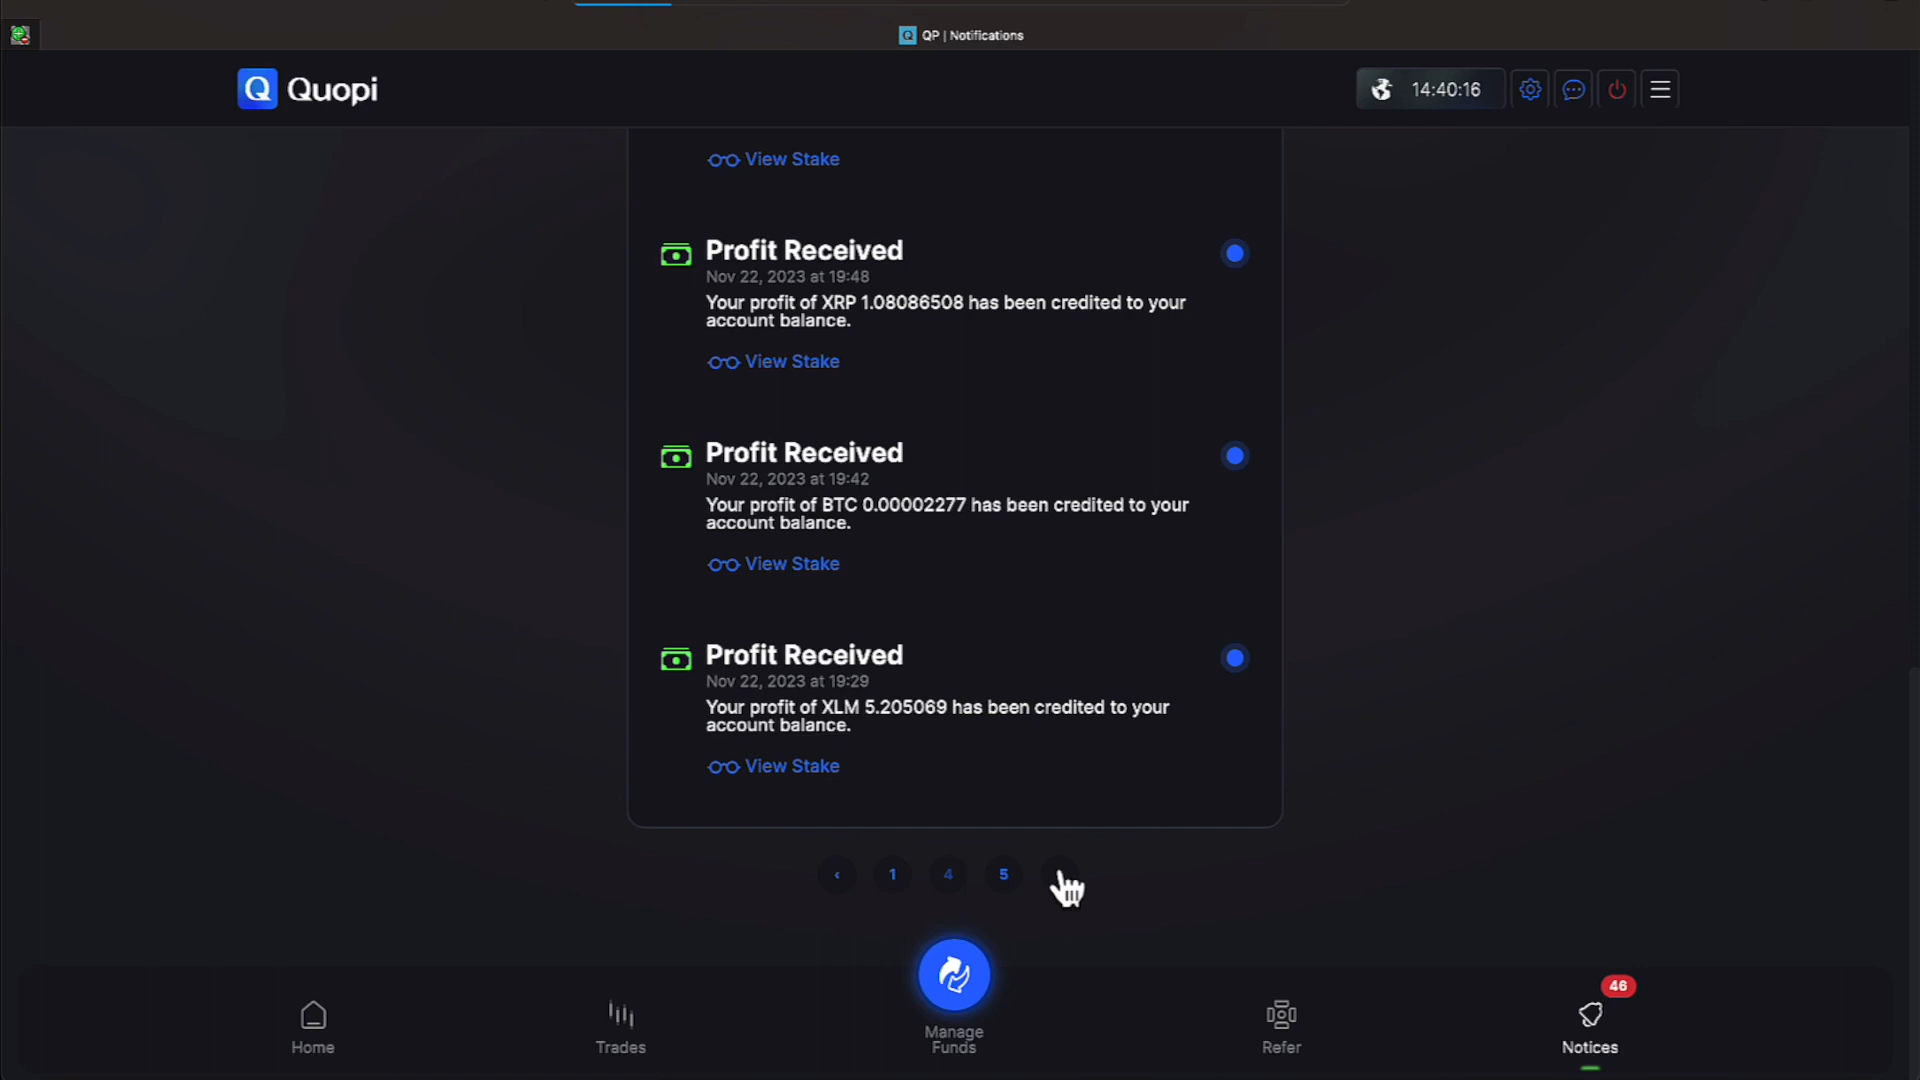 QP | Notifications
Quopi
14:40:16
View Stake
Profit Received
Nov 22, 2023 at 19:48
Your profit of XRP 1.08086508 has been credited to your
account balance.
View Stake
Profit Received
Nov 22, 2023 at 19:42
Your profit of BTC 0.00002277 has been credited to your
account balance.
View Stake
Profit Received
Nov 22, 2023 at 19:29
Your profit of XLM 5.205069 has been credited to your
account balance.
View Stake
‹ 1 4 5
Home
Trades
Manage
Funds
Refer
46
Notices